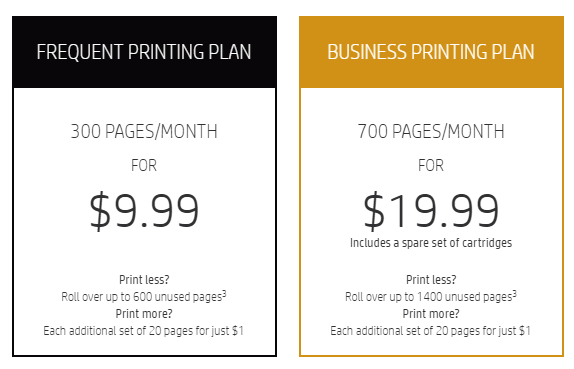 FREQUENT PRINTING PLAN
300 PAGES/MONTH
FOR
$9.99
Print less?
Roll over up to 600 unused pages³
Print more?
Each additional set of 20 pages for just $1
BUSINESS PRINTING PLAN
700 PAGES/MONTH
FOR
$19.99
Includes a spare set of cartridges
Print less?
Roll over up to 1400 unused pages³
Print more?
Each additional set of 20 pages for just $1